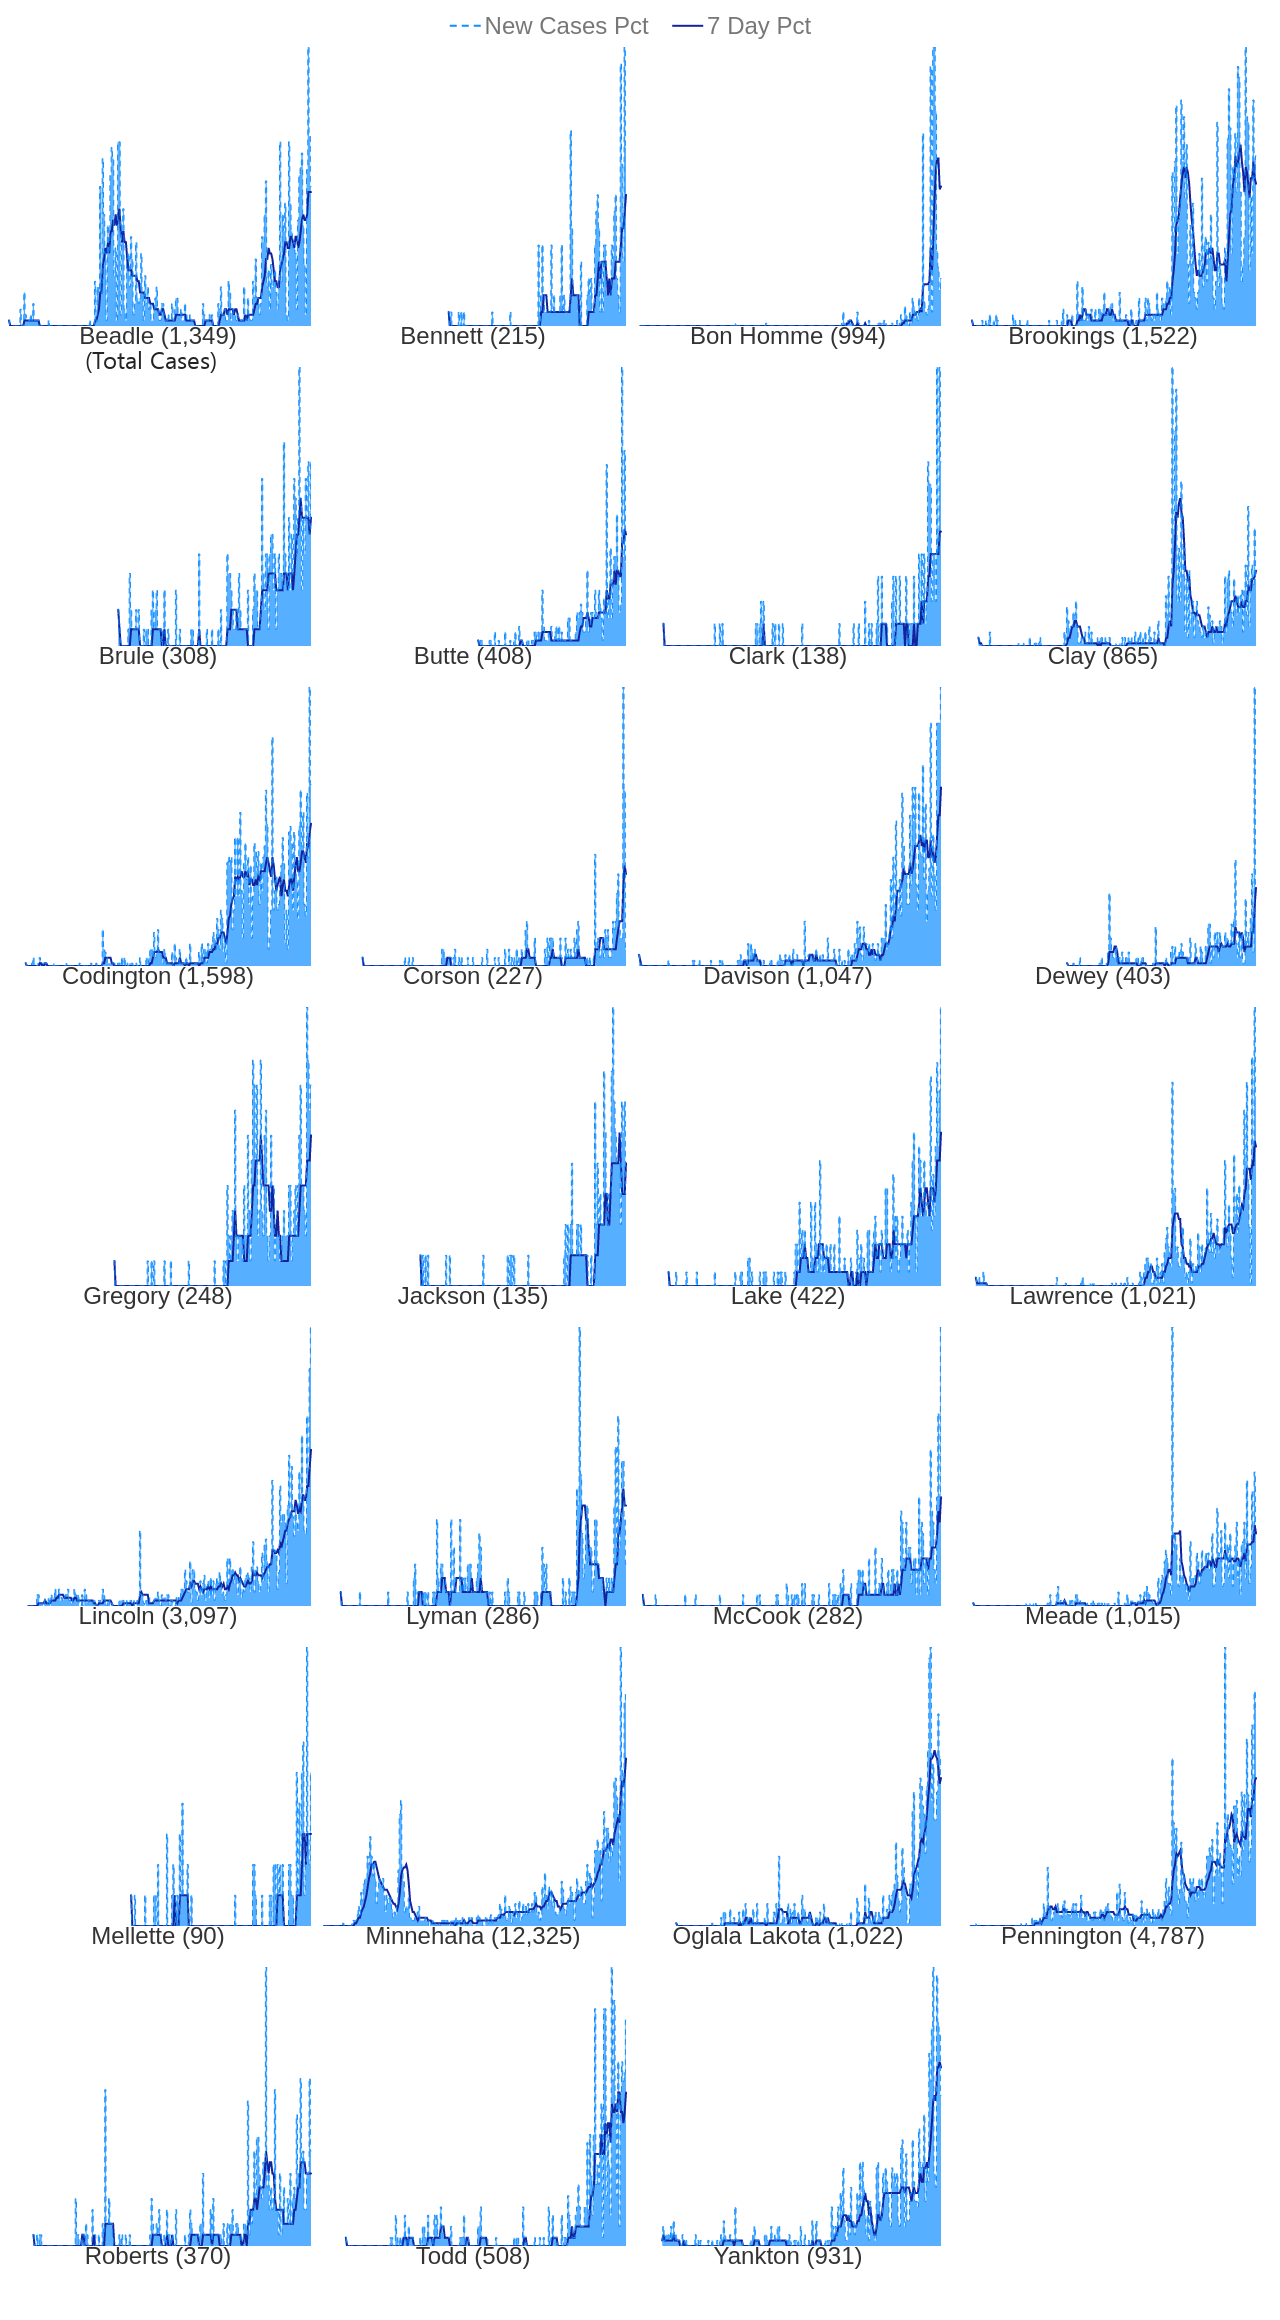 New Cases Pct 7 Day Pct
Beadle (1,349) Bennett (215) Bon Homme (994) Brookings (1,522)
(Total Cases)
Brule (308) Butte (408) Clark (138) Clay (865)
Codington (1,598) Corson (227) Davison (1,047) Dewey (403)
Gregory (248) Jackson (135) Lake (422) Lawrence (1,021)
Lincoln (3,097) Lyman (286) McCook (282) Meade (1,015)
Mellette (90) Minnehaha (12,325) Oglala Lakota (1,022) Pennington (4,787)
Roberts (370) Todd (508) Yankton (931)